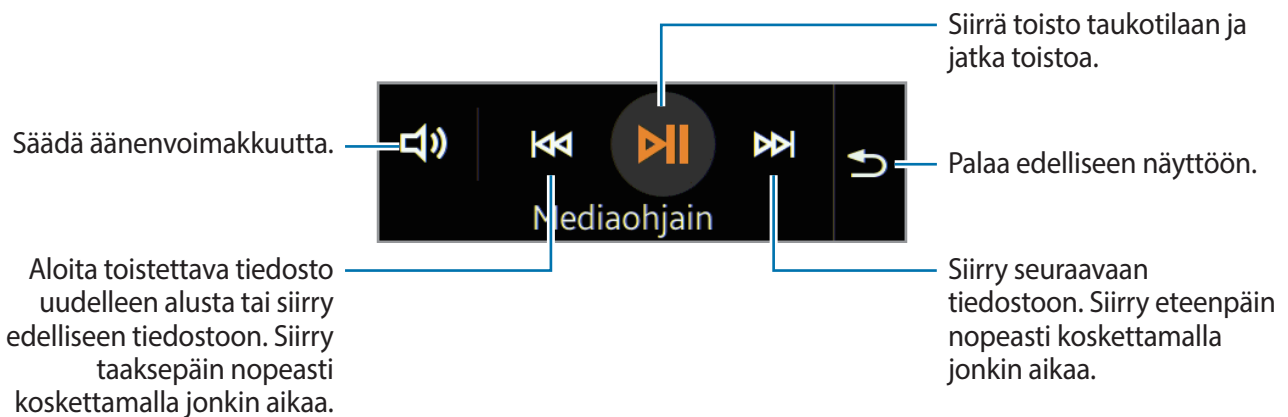 Siirrä toisto taukotilaan ja
jatka toistoa.
Säädä äänenvoimakkuutta.
Palaa edelliseen näyttöön.
Mediaohjain
Aloita toistettava tiedosto
uudelleen alusta tai siirry
edelliseen tiedostoon. Siirry
taaksepäin nopeasti
koskettamalla jonkin aikaa.
Siirry seuraavaan
tiedostoon. Siirry eteenpäin
nopeasti koskettamalla
jonkin aikaa.